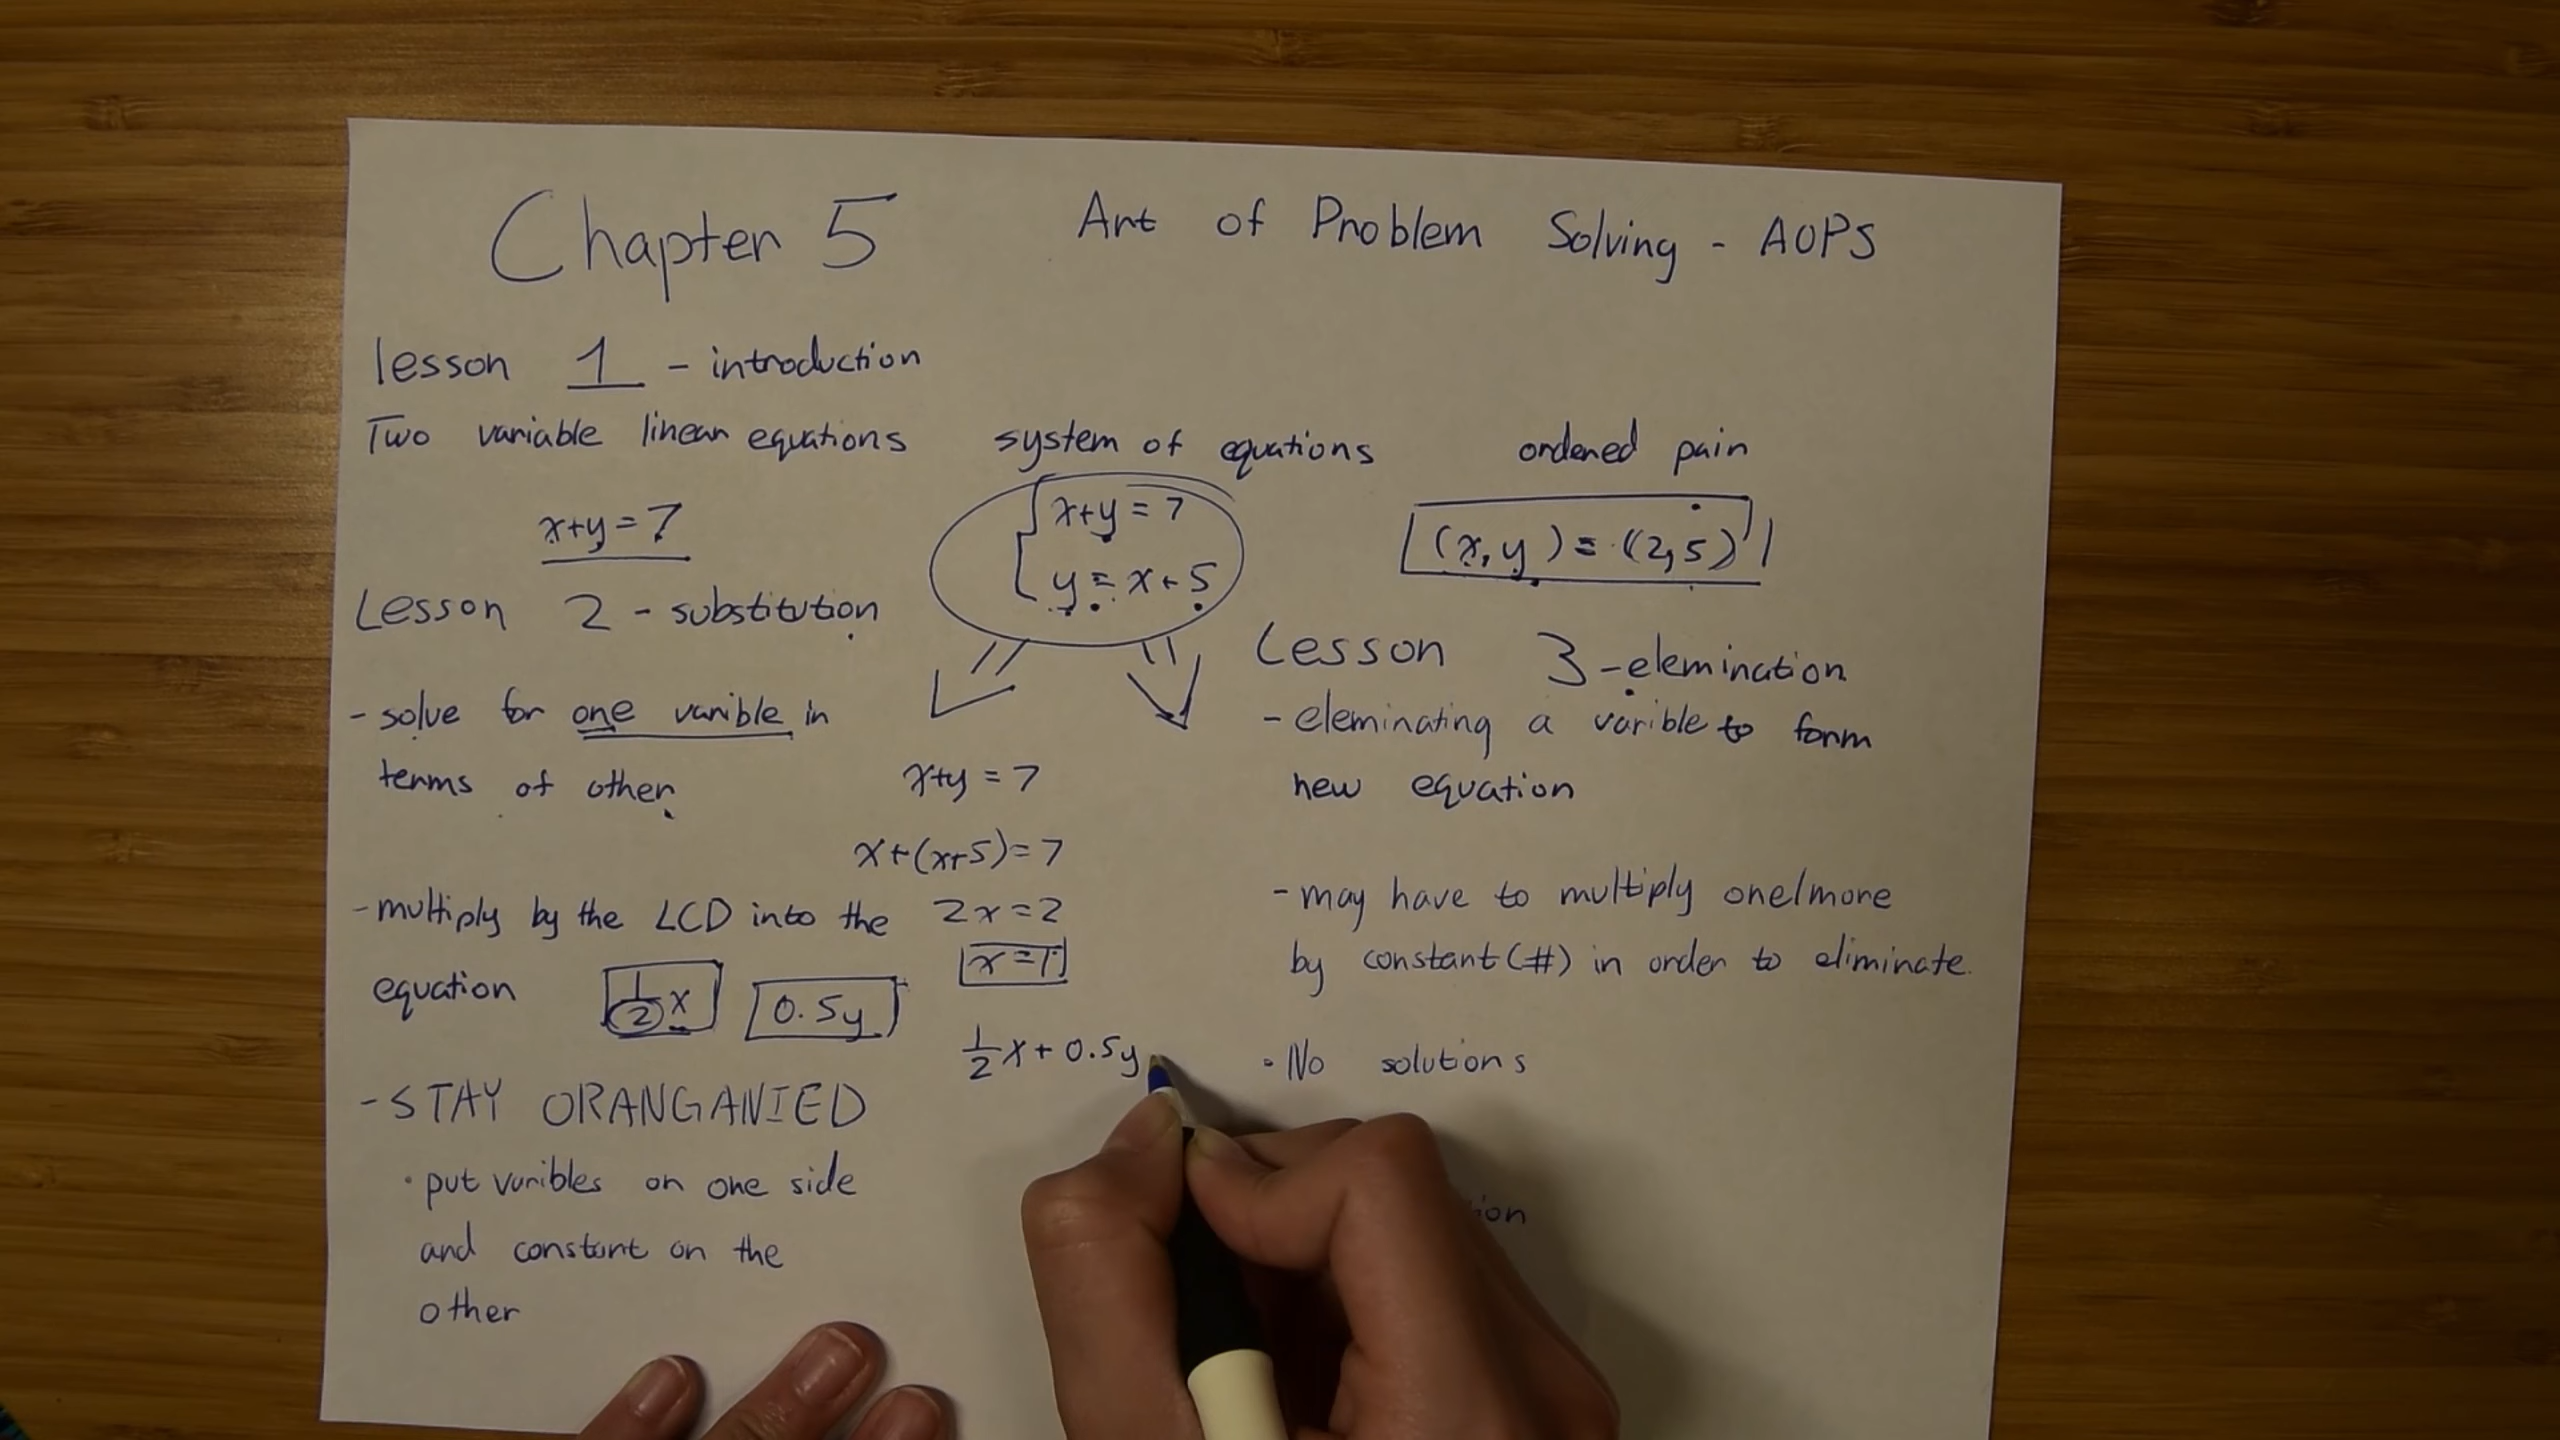 Chapter 5
Art of Problem Solving - AOPS
lesson 1 - introduction
Two variable linear equations
x+y=7
system of equations
x+y=7
y=x+5
ordered pair
(x,y)=(2,5)
Lesson 2 - substitution
- solve for one varible in
terms of other
- multiply by the LCD into the
equation 1/2x 0.5y
- STAY ORANGANIED
· put varibles on one side
and constant on the
other
x+y=7
x+(x+5)=7
2x=2
x=1
1/2x+0.5y
Lesson 3 - elemination
- eleminating a varible to form
new equation
- may have to multiply one/more
by constant(#) in order to eliminate.
· No solutions